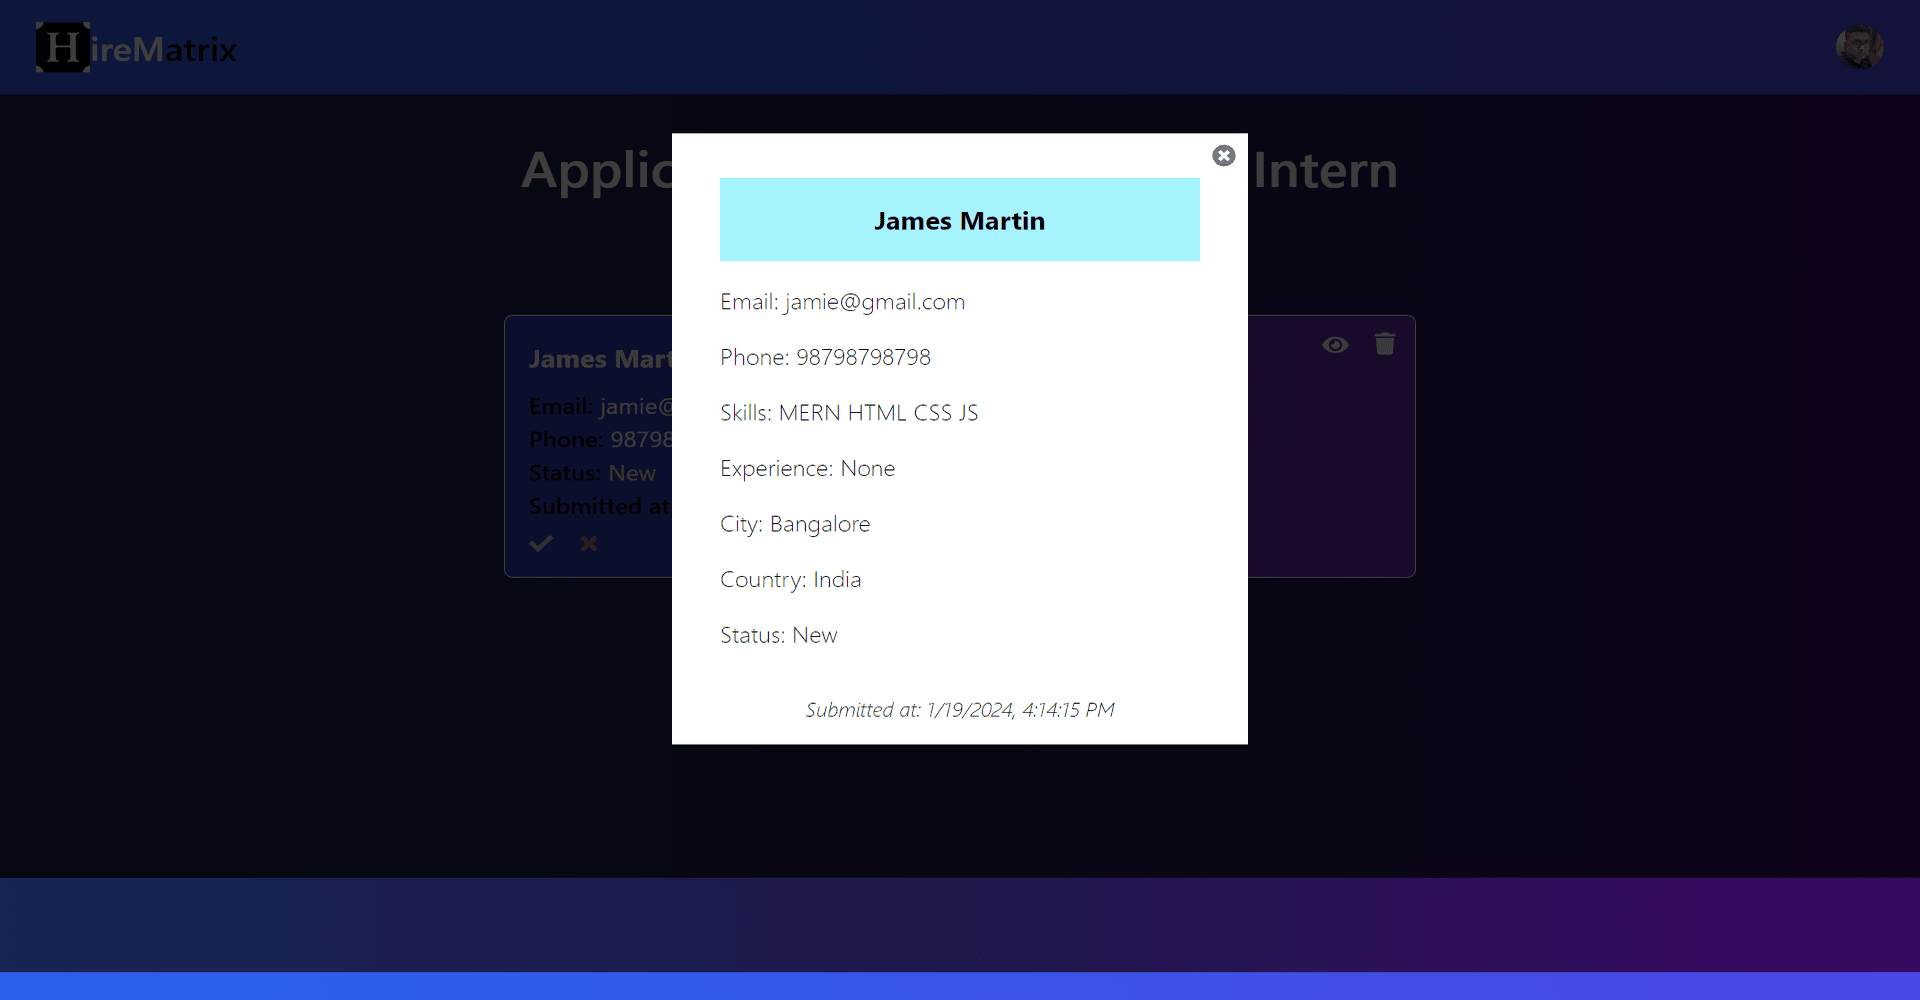 HireMatrix
Applic Intern
James Martin
Email: jamie@gmail.com
Phone: 98798798798
Skills: MERN HTML CSS JS
Experience: None
City: Bangalore
Country: India
Status: New
Submitted at: 1/19/2024, 4:14:15 PM
James Mart
Email: jamie@
Phone: 98798
Status: New
Submitted at